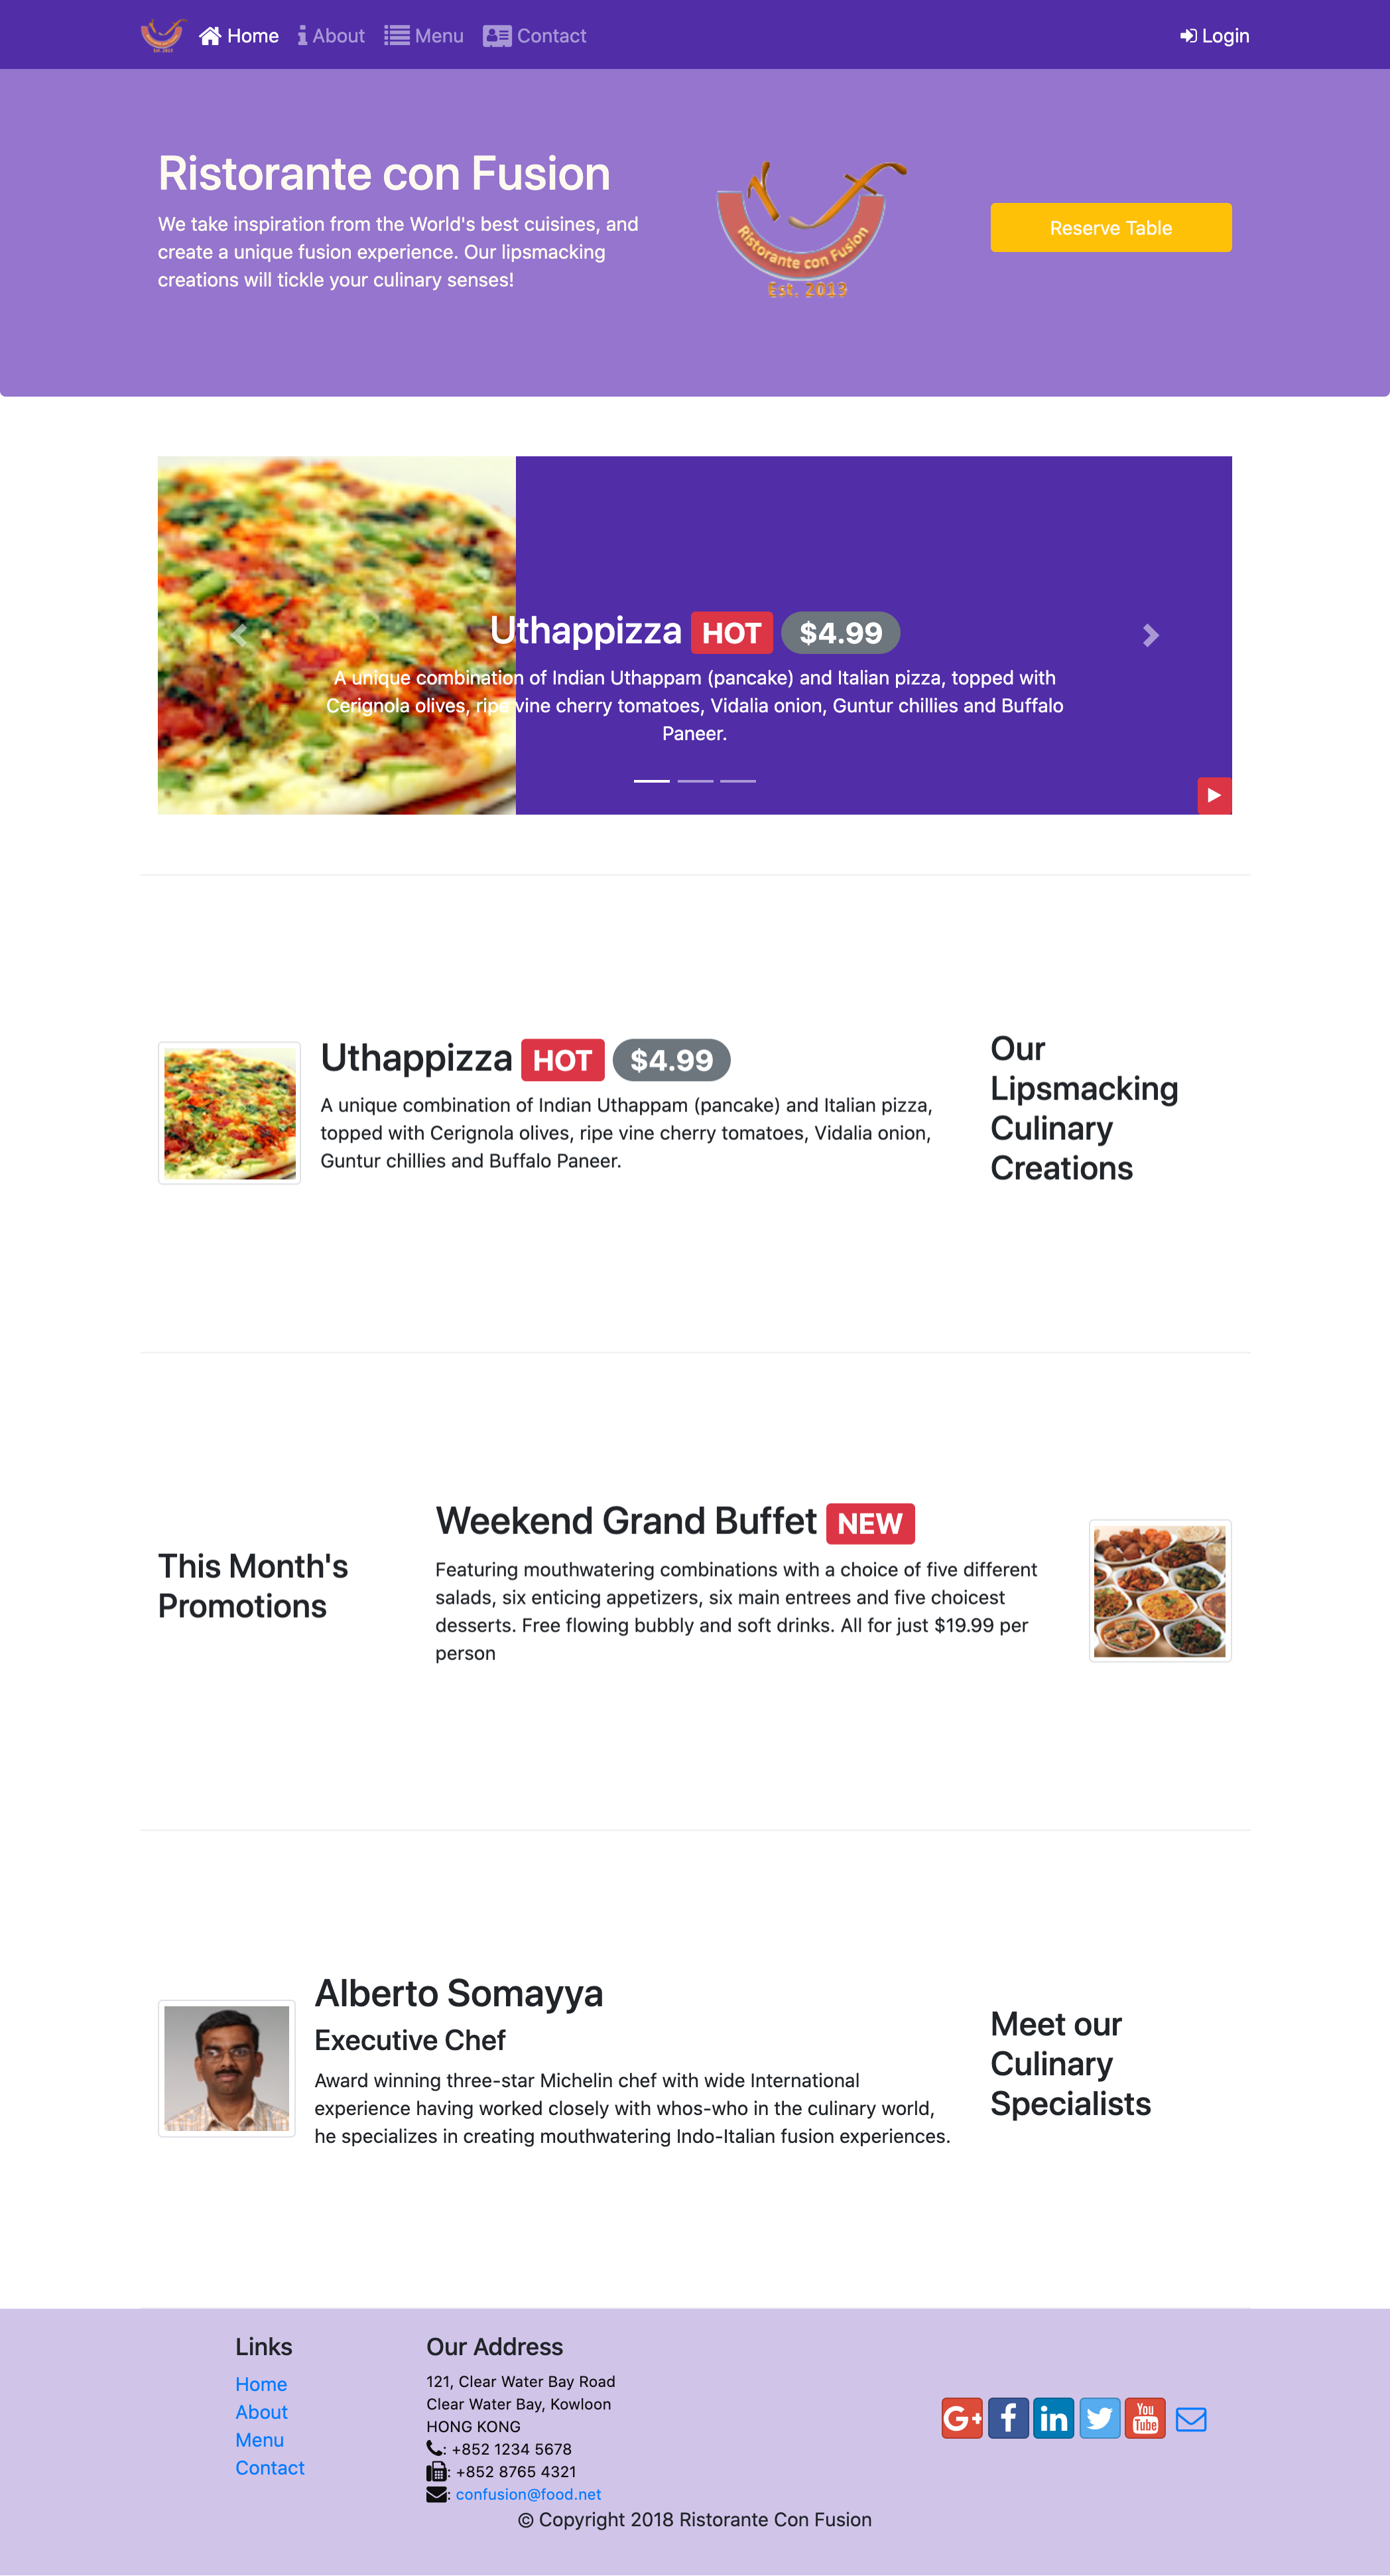 Home About Menu Contact Login
Ristorante con Fusion
We take inspiration from the World's best cuisines, and
create a unique fusion experience. Our lipsmacking
creations will tickle your culinary senses!
Ristorante con Fusion
Est. 2013
Reserve Table
Uthappizza HOT $4.99
A unique combination of Indian Uthappam (pancake) and Italian pizza, topped with
Cerignola olives, ripe vine cherry tomatoes, Vidalia onion, Guntur chillies and Buffalo
Paneer.
Uthappizza HOT $4.99
A unique combination of Indian Uthappam (pancake) and Italian pizza,
topped with Cerignola olives, ripe vine cherry tomatoes, Vidalia onion,
Guntur chillies and Buffalo Paneer.
Our
Lipsmacking
Culinary
Creations
This Month's
Promotions
Weekend Grand Buffet NEW
Featuring mouthwatering combinations with a choice of five different
salads, six enticing appetizers, six main entrees and five choicest
desserts. Free flowing bubbly and soft drinks. All for just $19.99 per
person
Alberto Somayya
Executive Chef
Award winning three-star Michelin chef with wide International
experience having worked closely with whos-who in the culinary world,
he specializes in creating mouthwatering Indo-Italian fusion experiences.
Meet our
Culinary
Specialists
Links
Home
About
Menu
Contact
Our Address
121, Clear Water Bay Road
Clear Water Bay, Kowloon
HONG KONG
: +852 1234 5678
: +852 8765 4321
: confusion@food.net
G+ f in You Tube
© Copyright 2018 Ristorante Con Fusion